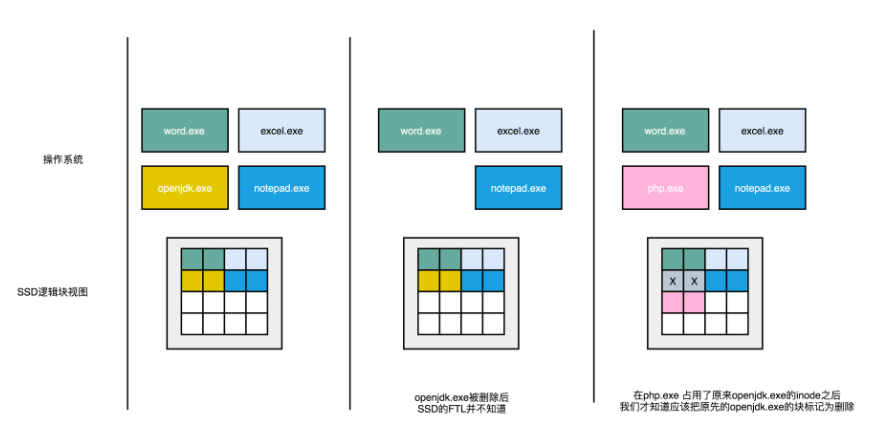 操作系统
word.exe
excel.exe
openjdk.exe
notepad.exe
word.exe
excel.exe
notepad.exe
word.exe
excel.exe
php.exe
notepad.exe
SSD逻辑块视图
X X
openjdk.exe被删除后
SSD的FTL并不知道
在php.exe 占用了原来openjdk.exe的inode之后
我们才知道应该把原先的openjdk.exe的块标记为删除